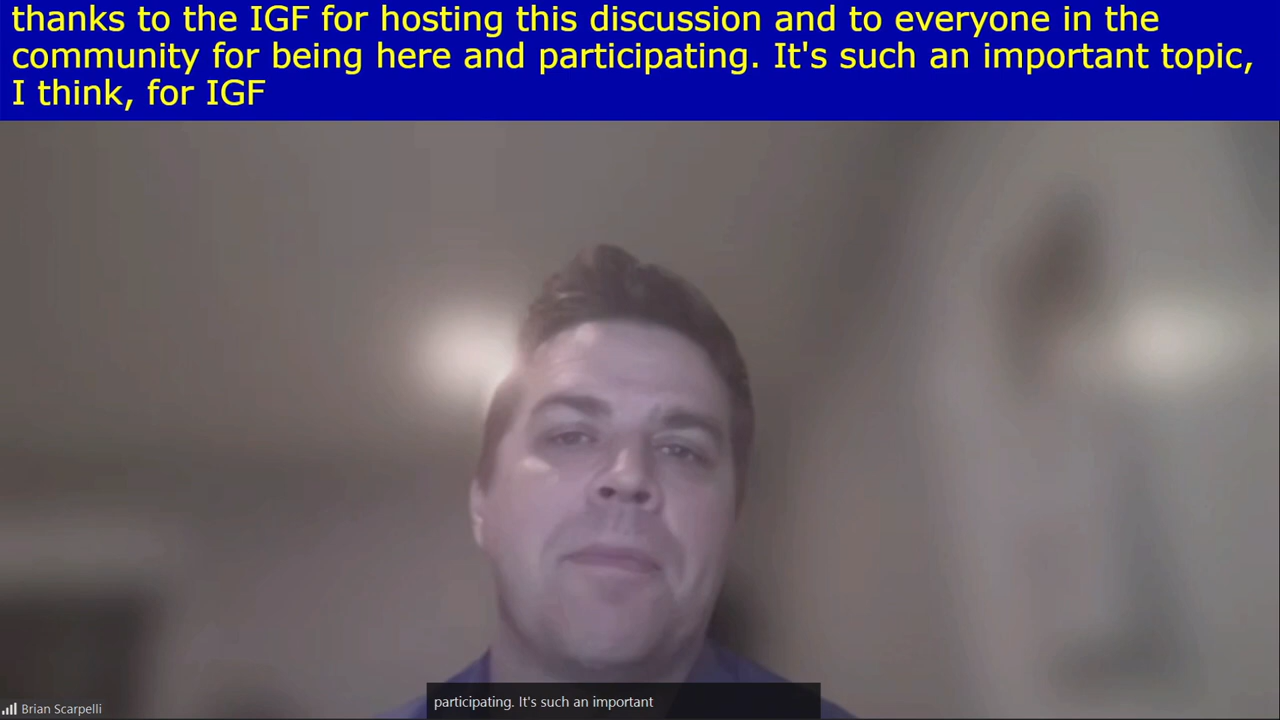 thanks to the IGF for hosting this discussion and to everyone in the
community for being here and participating. It's such an important topic,
I think, for IGF
participating. It's such an important
Brian Scarpelli